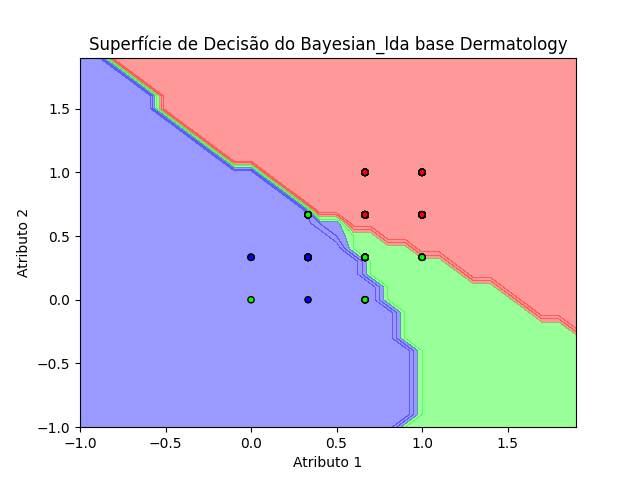 Superfície de Decisão do Bayesian_lda base Dermatology
Atributo 2
1.5
1.0
0.5
0.0
−0.5
−1.0
−1.0 −0.5 0.0 0.5 1.0 1.5
Atributo 1